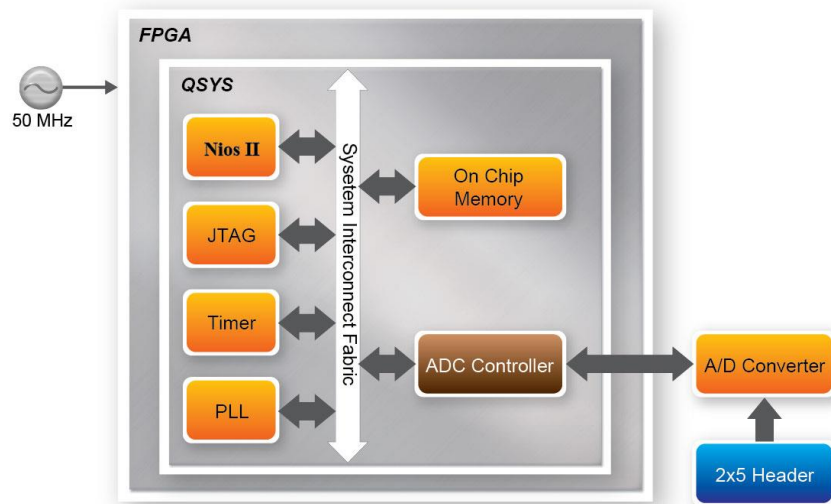 FPGA
QSYS
50 MHz
Nios II
JTAG
Timer
PLL
Sysetem Interconnect Fabric
On Chip
Memory
ADC Controller
A/D Converter
2x5 Header